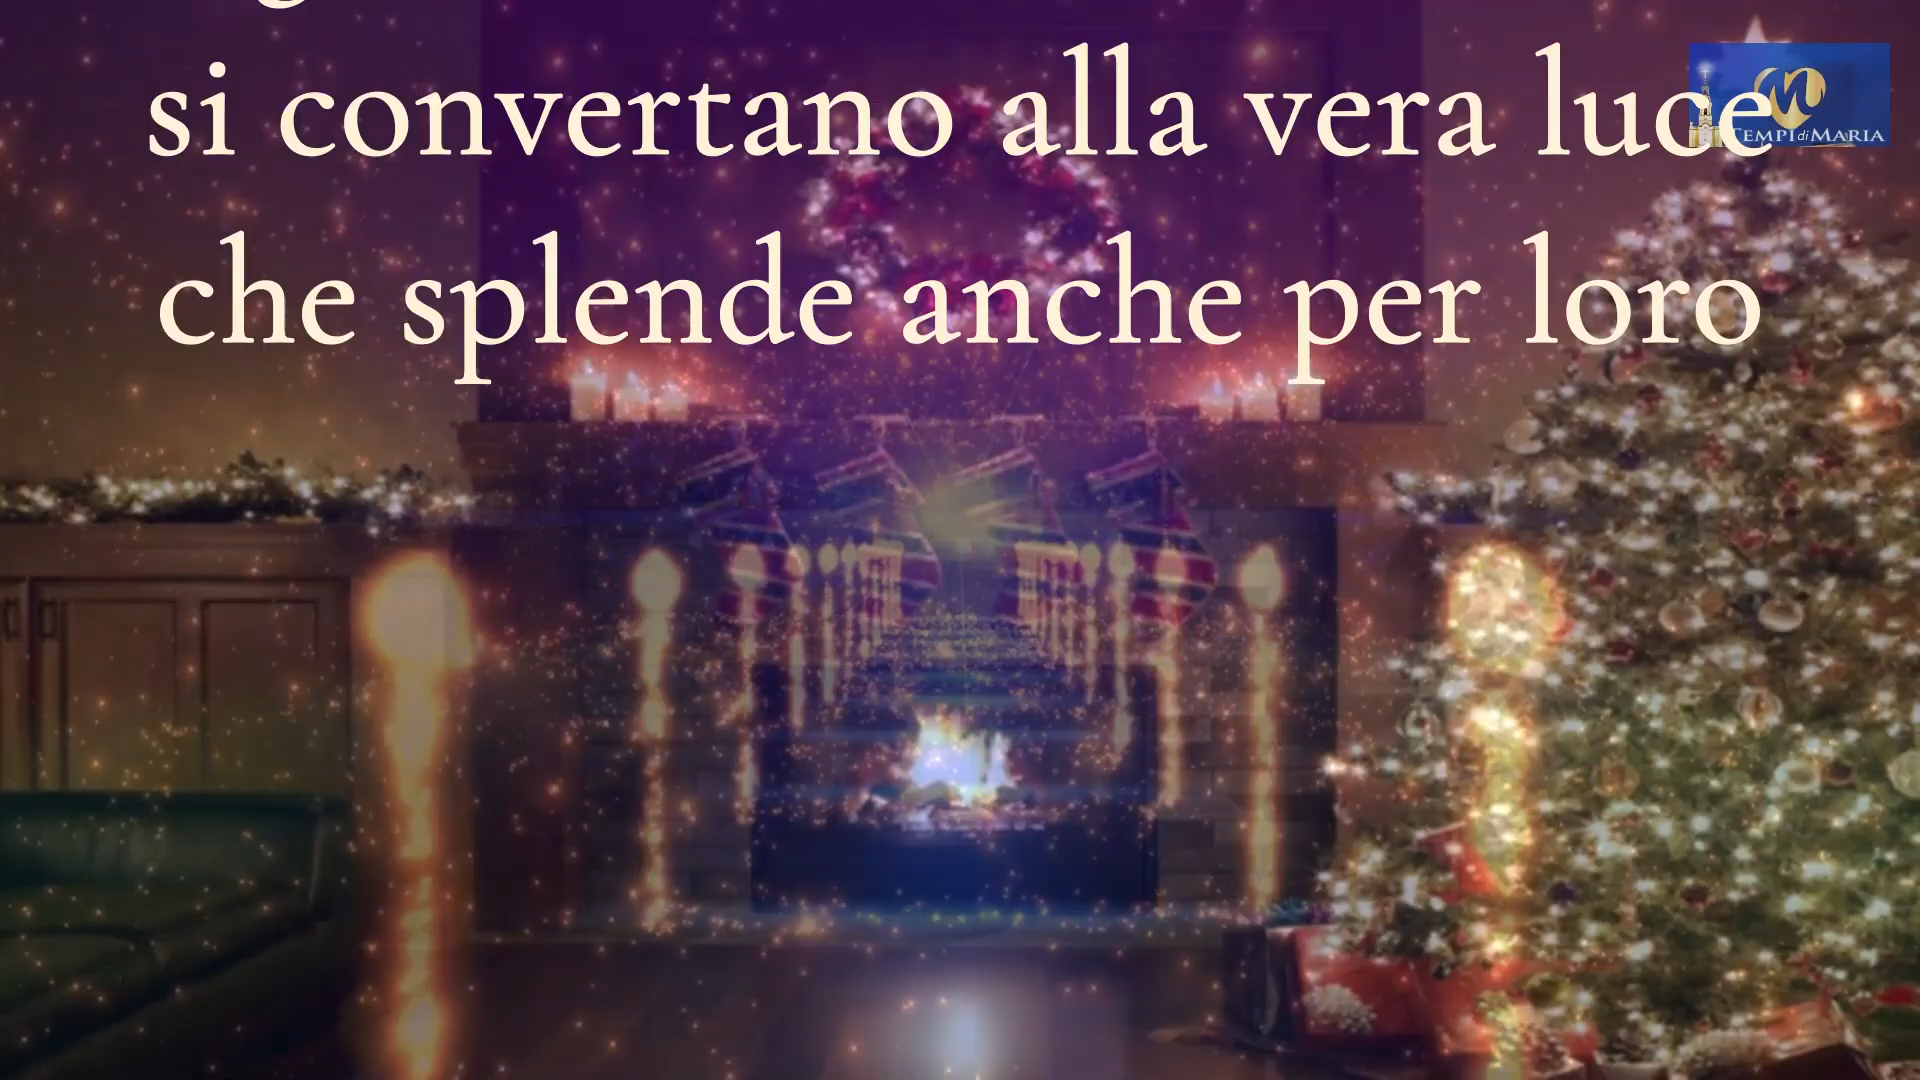 si convertano alla vera luce
che splende anche per loro
TEMPI di MARIA